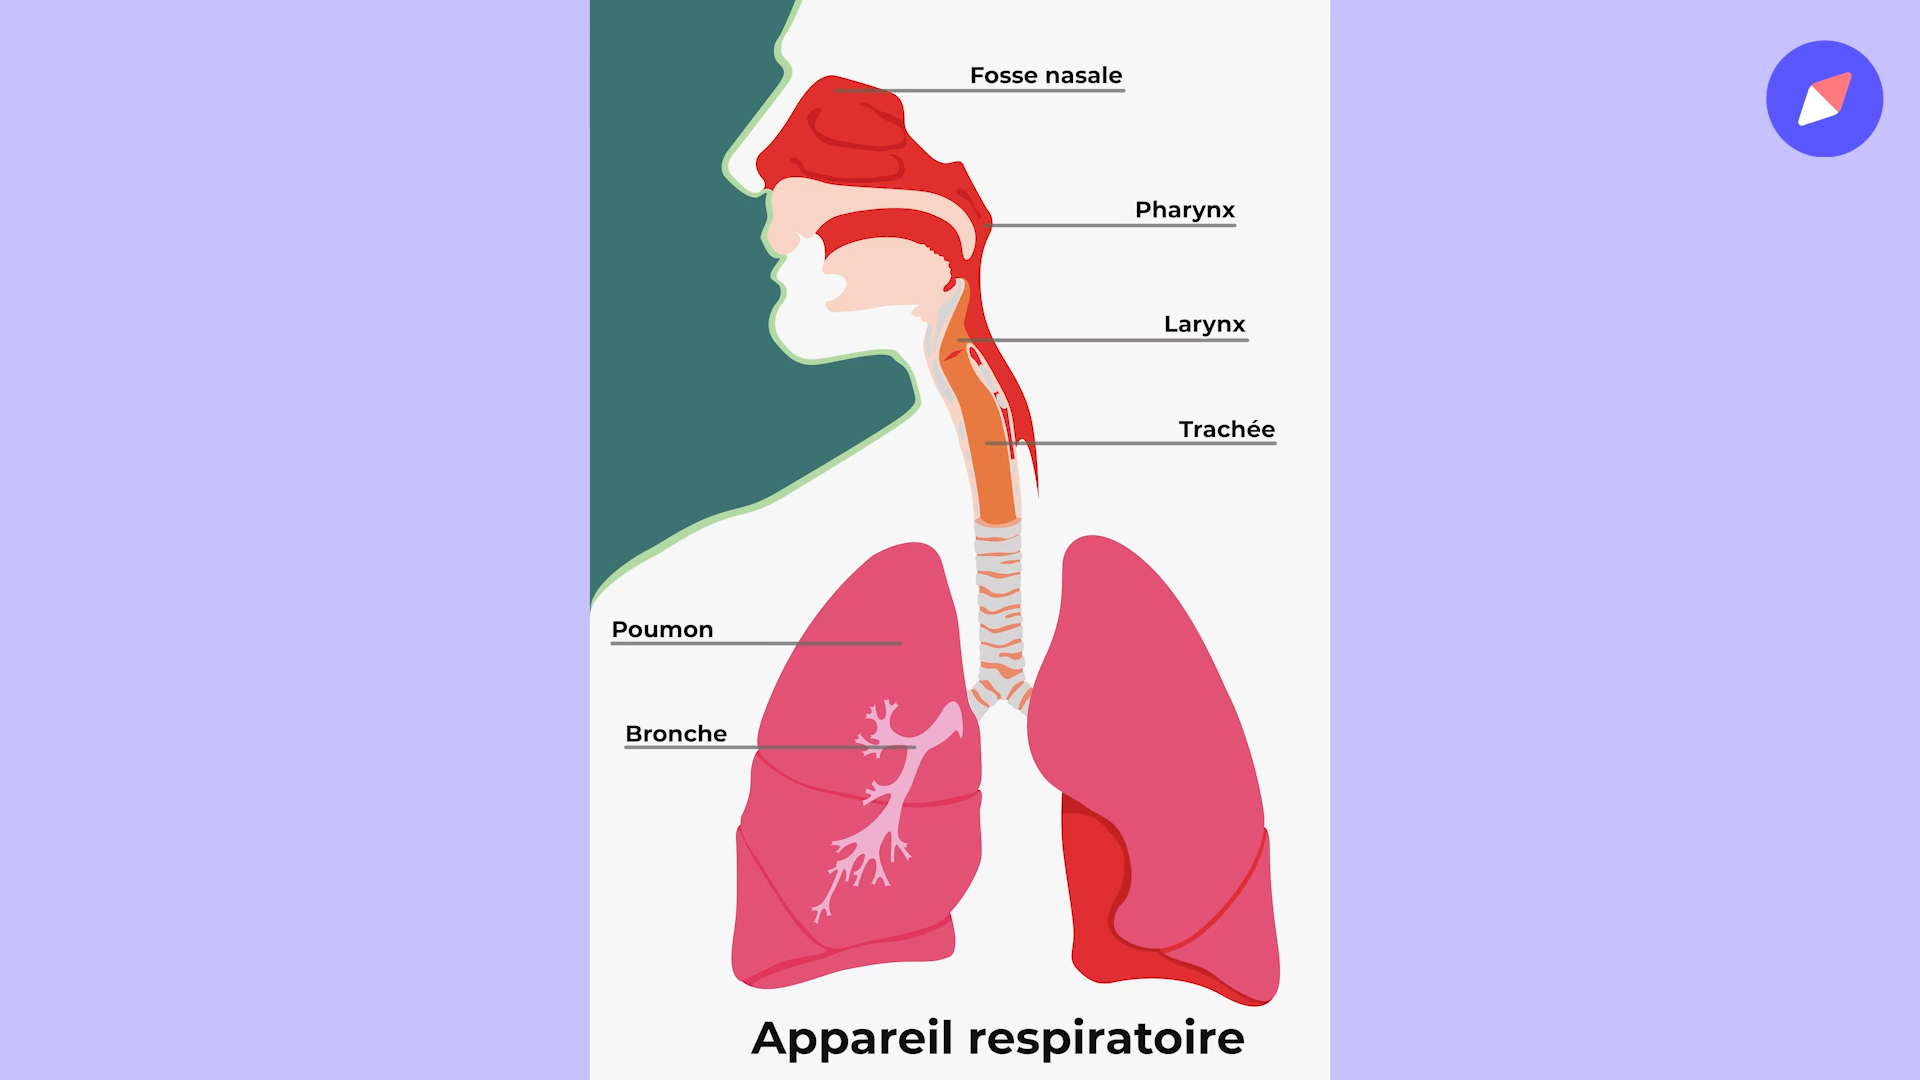 Fosse nasale
Pharynx
Larynx
Trachée
Poumon
Bronche
Appareil respiratoire